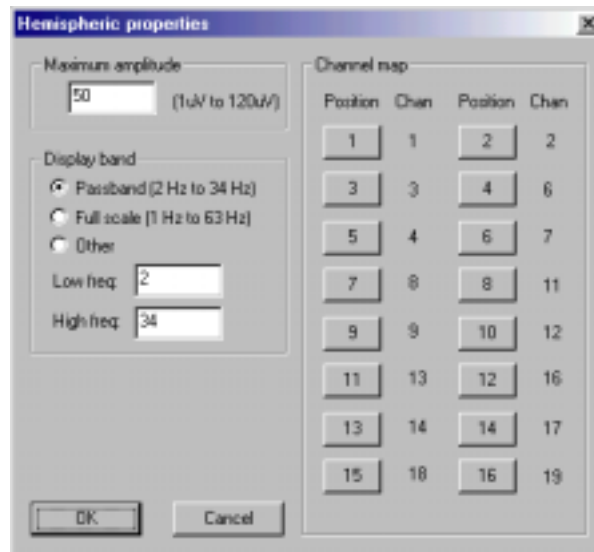 Hemispheric properties
Maximum amplitude
50 (1uV to 120uV)
Display band
Passband (2 Hz to 34 Hz)
Full scale (1 Hz to 63 Hz)
Other
Low freq: 2
High freq: 34
Channel map
Position Chan Position Chan
1 1 2 2
3 3 4 6
5 4 6 7
7 8 8 11
9 9 10 12
11 13 12 16
13 14 14 17
15 18 16 19
OK Cancel